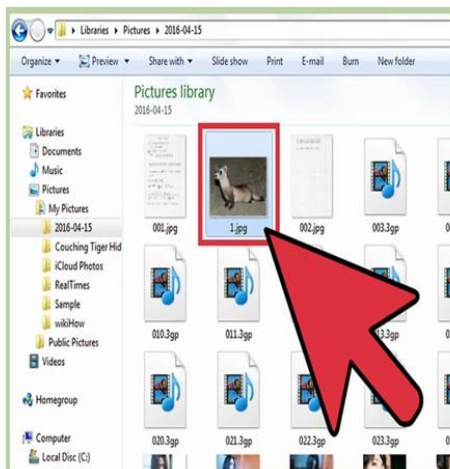 Libraries ▸ Pictures ▸ 2016-04-15
Organize Preview Share with Slide show Print E-mail Burn New folder
Favorites
Libraries
Documents
Music
Pictures
My Pictures
2016-04-15
Couching Tiger Hid
iCloud Photos
RealTimes
Sample
wikiHow
Public Pictures
Videos
Homegroup
Computer
Local Disc (C:)
Pictures library
2016-04-15
001.jpg 1.jpg 002.jpg 003.3gp
010.3gp 011.3gp 13.3gp
020.3gp 021.3gp 022.3gp 023.3gp